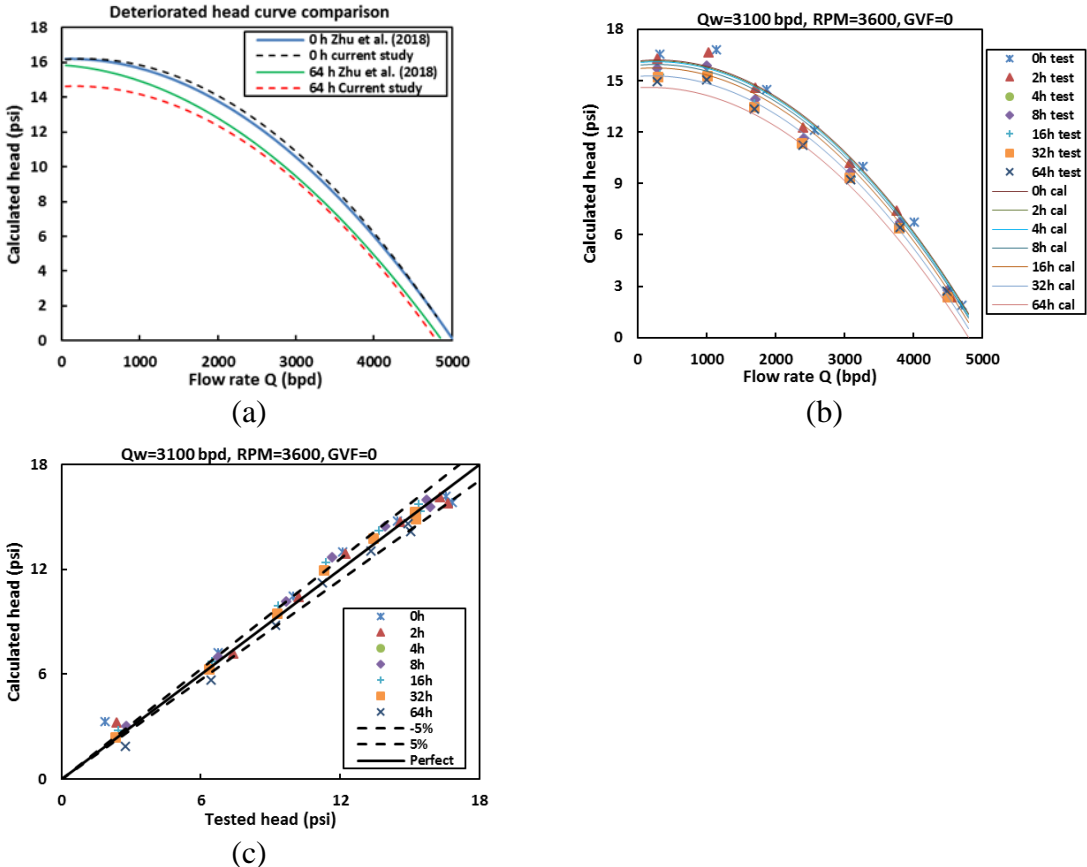 Deteriorated head curve comparison
Calculated head (psi)
18
16
14
12
10
8
6
4
2
0
0 h Zhu et al. (2018)
0 h current study
64 h Zhu et al. (2018)
64 h Current study
0 1000 2000 3000 4000 5000
Flow rate Q (bpd)
(a)
Qw=3100 bpd, RPM=3600, GVF=0
Calculated head (psi)
18
15
12
9
6
3
0
0h test
2h test
4h test
8h test
16h test
32h test
64h test
0h cal
2h cal
4h cal
8h cal
16h cal
32h cal
64h cal
0 1000 2000 3000 4000 5000
Flow rate Q (bpd)
(b)
Qw=3100 bpd, RPM=3600, GVF=0
Calculated head (psi)
18
12
6
0
0h
2h
4h
8h
16h
32h
64h
-5%
5%
Perfect
0 6 12 18
Tested head (psi)
(c)